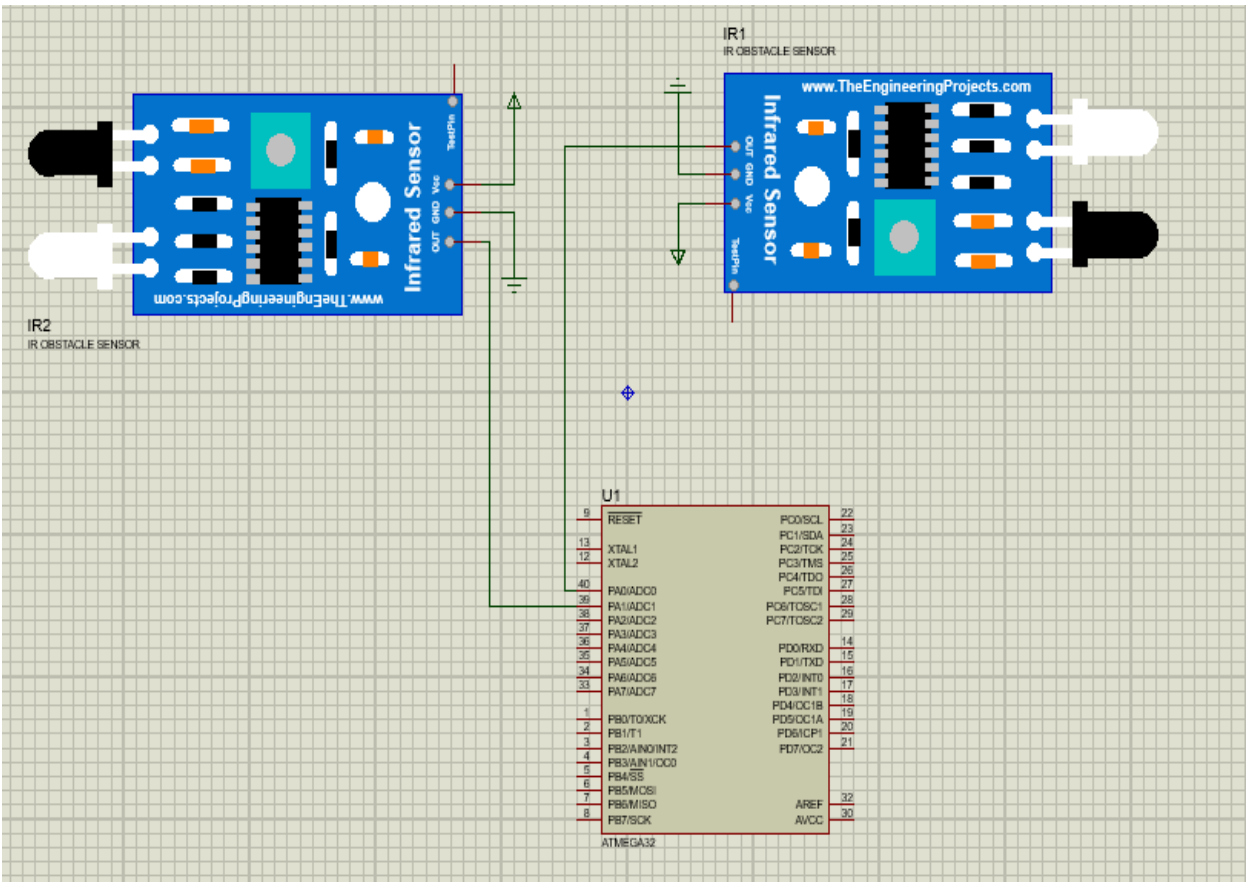 IR1
IR OBSTACLE SENSOR
www.TheEngineeringProjects.com
Infrared Sensor
OUT
GND
Vcc
TestPin
TestPin
Vcc
GND
OUT
Infrared Sensor
www.TheEngineeringProjects.com
IR2
IR OBSTACLE SENSOR
U1
9 RESET
13 XTAL1
12 XTAL2
40 PA0/ADC0
39 PA1/ADC1
38 PA2/ADC2
37 PA3/ADC3
36 PA4/ADC4
35 PA5/ADC5
34 PA6/ADC6
33 PA7/ADC7
1 PB0/T0/XCK
2 PB1/T1
3 PB2/AIN0/INT2
4 PB3/AIN1/OC0
5 PB4/SS
6 PB5/MOSI
7 PB6/MISO
8 PB7/SCK
PC0/SCL 22
PC1/SDA 23
PC2/TCK 24
PC3/TMS 25
PC4/TDO 26
PC5/TDI 27
PC6/TOSC1 28
PC7/TOSC2 29
PD0/RXD 14
PD1/TXD 15
PD2/INT0 16
PD3/INT1 17
PD4/OC1B 18
PD5/OC1A 19
PD6/ICP1 20
PD7/OC2 21
AREF 32
AVCC 30
ATMEGA32